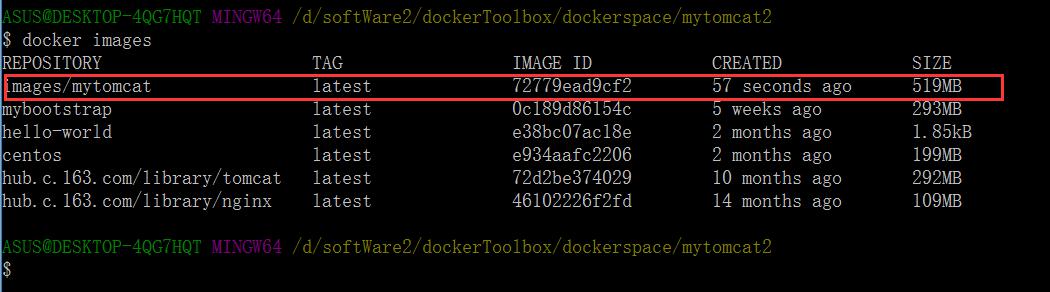 ASUS@DESKTOP-4QG7HQT MINGW64 /d/softWare2/dockerToolbox/dockerspace/mytomcat2
$ docker images
REPOSITORY TAG IMAGE ID CREATED SIZE
images/mytomcat latest 72779ead9cf2 57 seconds ago 519MB
mybootstrap latest 0c189d86154c 5 weeks ago 293MB
hello-world latest e38bc07ac18e 2 months ago 1.85kB
centos latest e934aafc2206 2 months ago 199MB
hub.c.163.com/library/tomcat latest 72d2be374029 10 months ago 292MB
hub.c.163.com/library/nginx latest 46102226f2fd 14 months ago 109MB
ASUS@DESKTOP-4QG7HQT MINGW64 /d/softWare2/dockerToolbox/dockerspace/mytomcat2
$